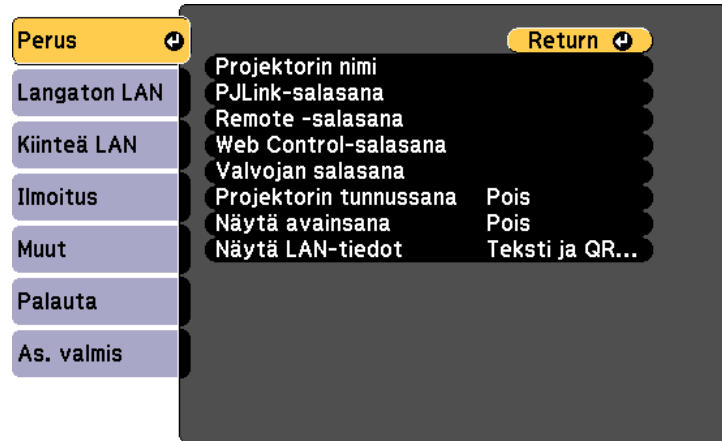 Perus
Langaton LAN
Kiinteä LAN
Ilmoitus
Muut
Palauta
As. valmis
Return
Projektorin nimi
PJLink-salasana
Remote -salasana
Web Control-salasana
Valvojan salasana
Projektorin tunnussana Pois
Näytä avainsana Pois
Näytä LAN-tiedot Teksti ja QR...